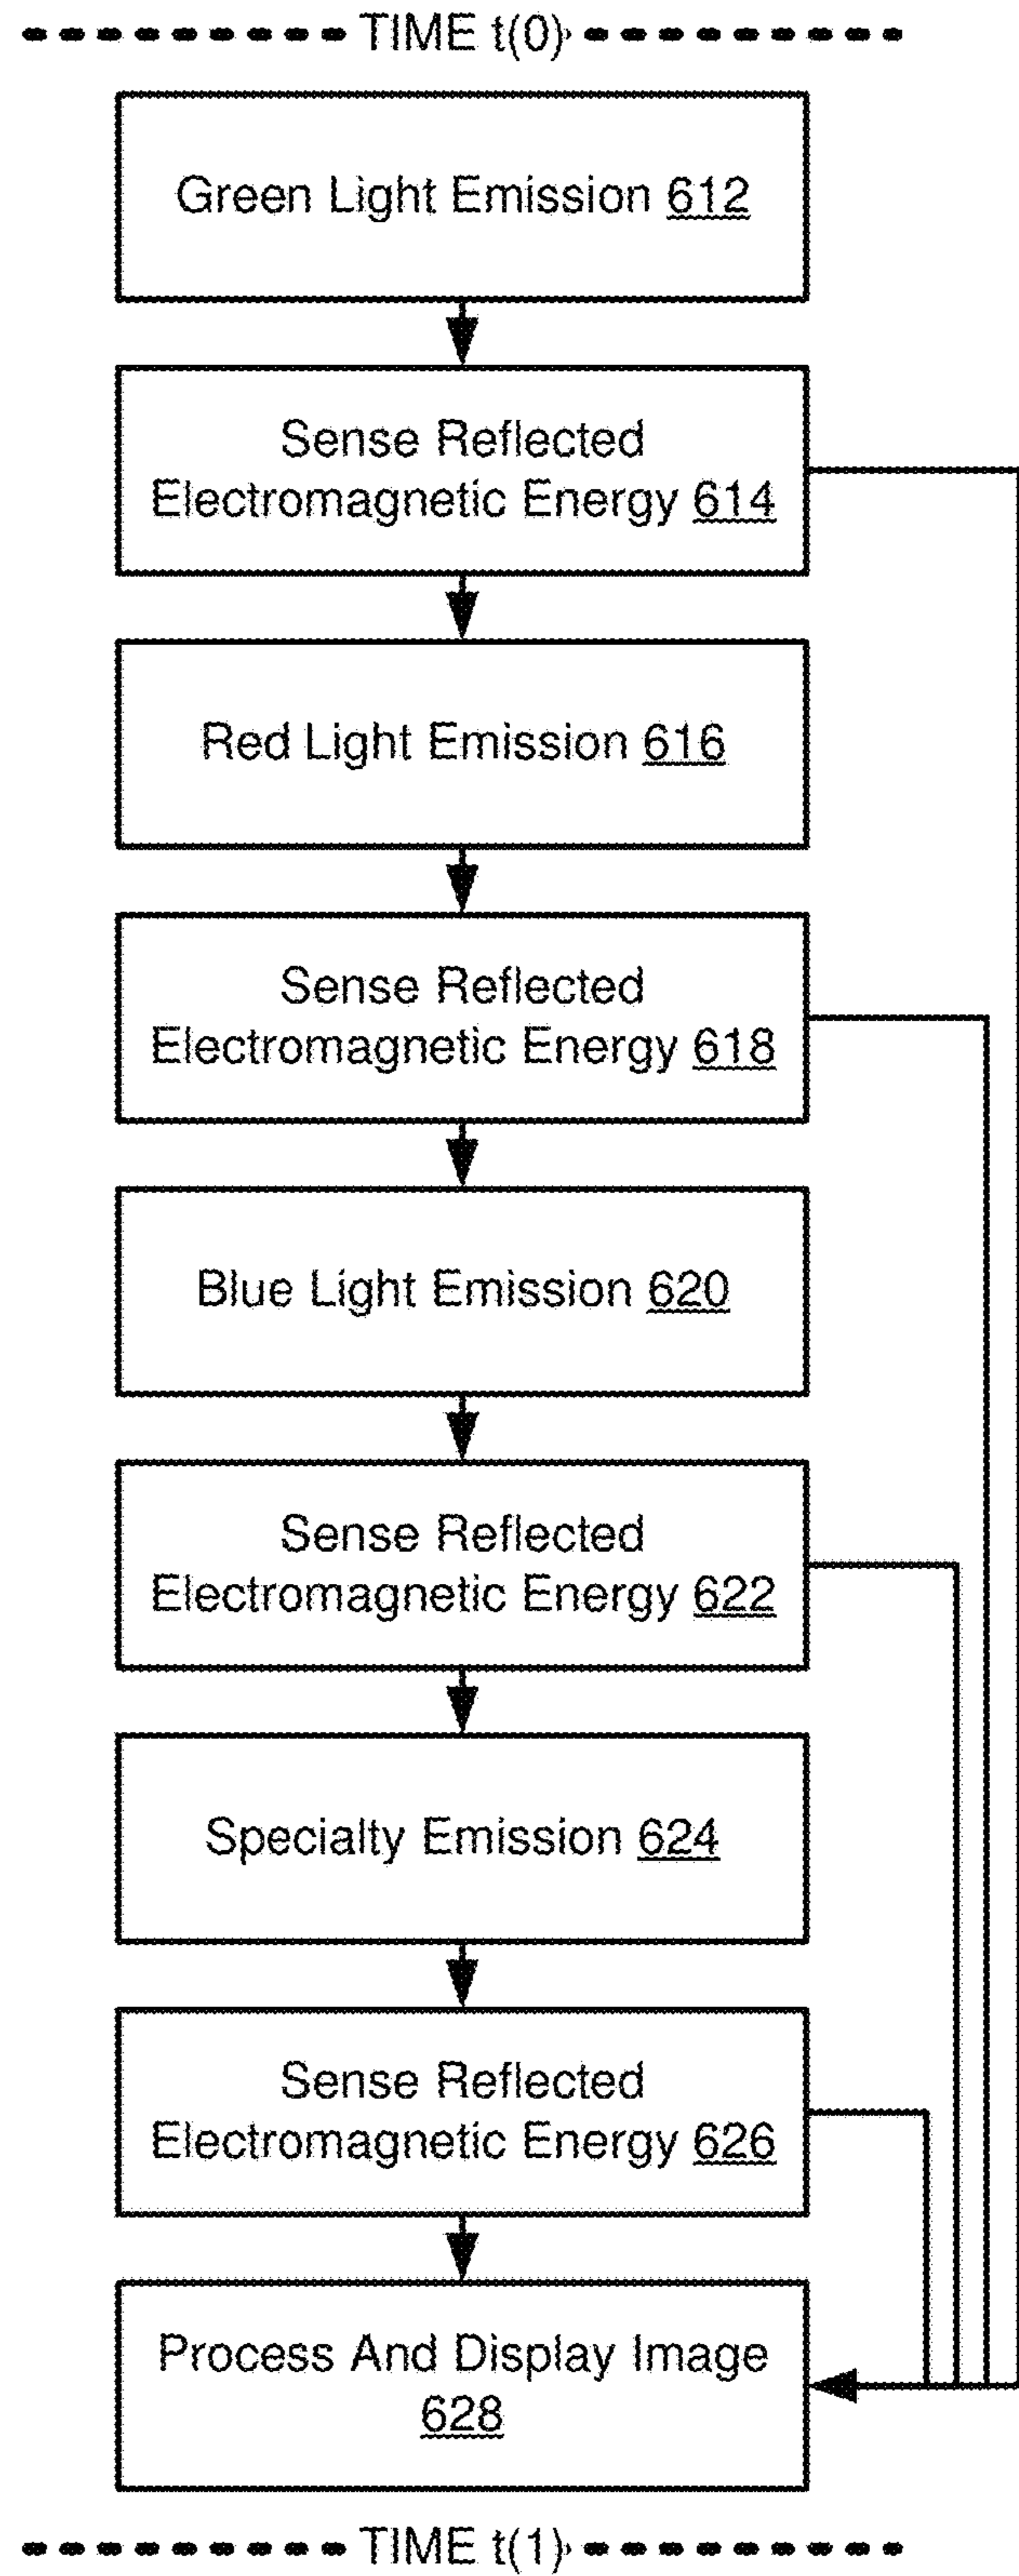 TIME t(0)
Green Light Emission 612
Sense Reflected
Electromagnetic Energy 614
Red Light Emission 616
Sense Reflected
Electromagnetic Energy 618
Blue Light Emission 620
Sense Reflected
Electromagnetic Energy 622
Specialty Emission 624
Sense Reflected
Electromagnetic Energy 626
Process And Display Image
628
TIME t(1)